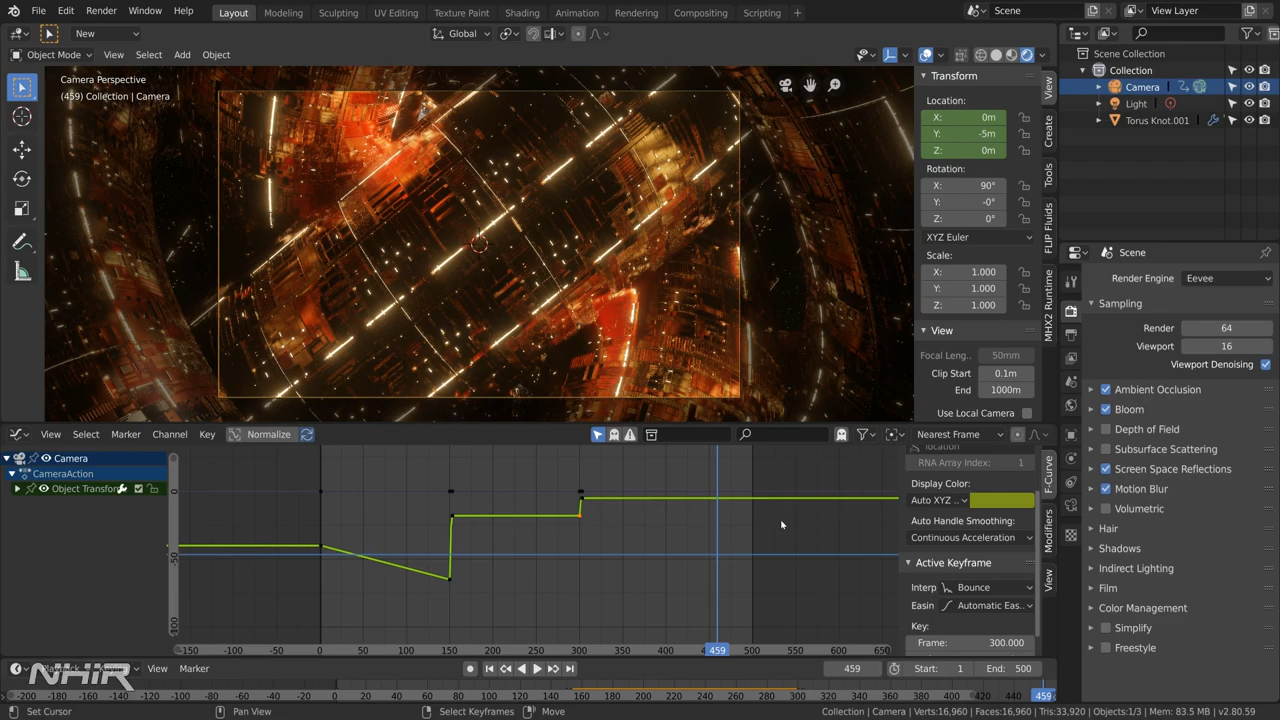 File Edit Render Window Help Layout Modeling Sculpting UV Editing Texture Paint Shading Animation Rendering Compositing Scripting + Scene View Layer
New Global
Object Mode View Select Add Object
Camera Perspective
(459) Collection | Camera
Transform
Location:
X: 0m
Y: -5m
Z: 0m
Rotation:
X: 90°
Y: -0°
Z: 0°
XYZ Euler
Scale:
X: 1.000
Y: 1.000
Z: 1.000
View
Focal Leng.. 50mm
Clip Start 0.1m
End 1000m
Use Local Camera
View
Create
Tools
FLIP Fluids
MHX2 Runtime
Scene Collection
Collection
Camera
Light
Torus Knot.001
Scene
Render Engine Eevee
Sampling
Render 64
Viewport 16
Viewport Denoising
Ambient Occlusion
Bloom
Depth of Field
Subsurface Scattering
Screen Space Reflections
Motion Blur
Volumetric
Hair
Shadows
Indirect Lighting
Film
Color Management
Simplify
Freestyle
View Select Marker Channel Key Normalize Nearest Frame
Camera
CameraAction
Object Transfor
0
-50
-100
-150 -100 -50 0 50 100 150 200 250 300 350 400 459 500 550 600 650
RNA Array Index: 1
Display Color:
Auto XYZ ..
Auto Handle Smoothing:
Continuous Acceleration
Active Keyframe
Interp Bounce
Easin Automatic Eas..
Key:
Frame: 300.000
F-Curve
Modifiers
View
NHIR
View Marker 459 Start: 1 End: 500
-200 -180 -160 -140 -120 -100 -80 -60 -40 -20 0 20 40 60 80 100 120 140 160 180 200 220 240 260 280 300 320 340 360 380 400 420 440 459
Set Cursor Pan View Select Keyframes Move Collection | Camera | Verts:16,960 | Faces:16,960 | Tris:33,920 | Objects:1/3 | Mem: 83.5 MB | v2.80.59